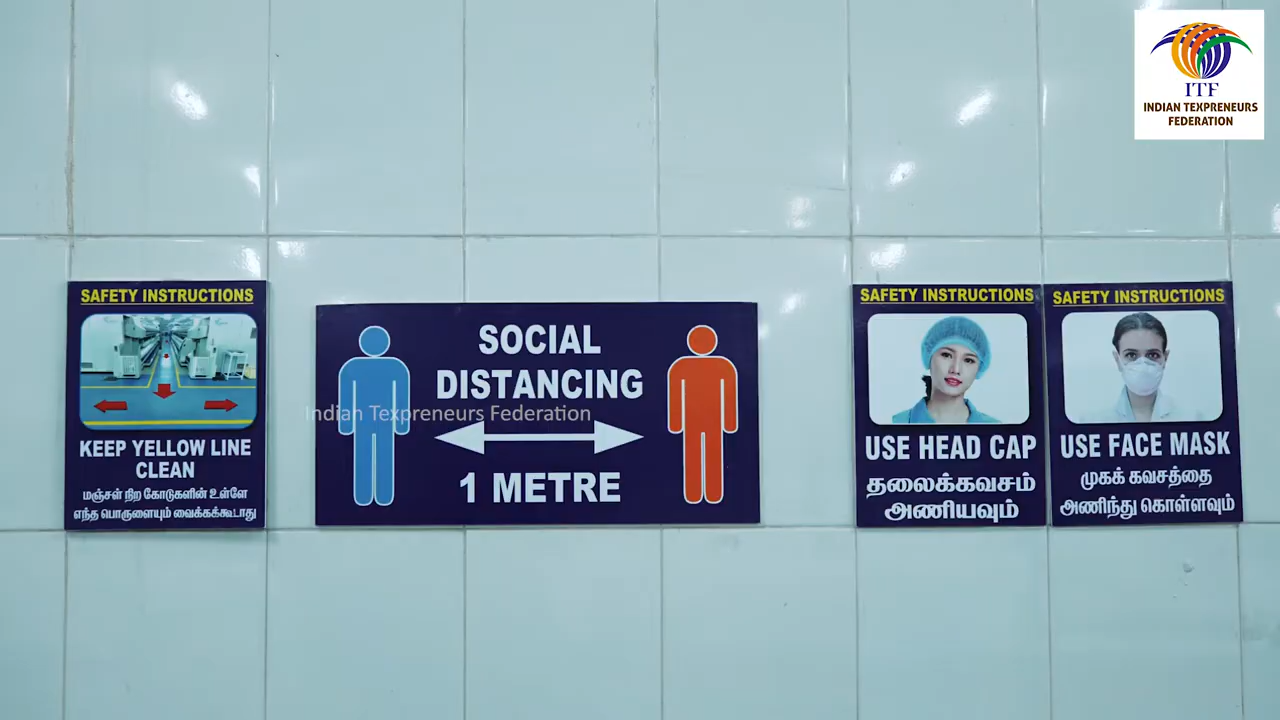 ITF
INDIAN TEXPRENEURS
FEDERATION
SAFETY INSTRUCTIONS
KEEP YELLOW LINE
CLEAN
மஞ்சள் நிற கோடுகளின் உள்ளே
எந்த பொருளையும் வைக்கக்கூடாது
SOCIAL
DISTANCING
1 METRE
Indian Texpreneurs Federation
SAFETY INSTRUCTIONS
USE HEAD CAP
தலைக்கவசம்
அணியவும்
SAFETY INSTRUCTIONS
USE FACE MASK
முகக் கவசத்தை
அணிந்து கொள்ளவும்